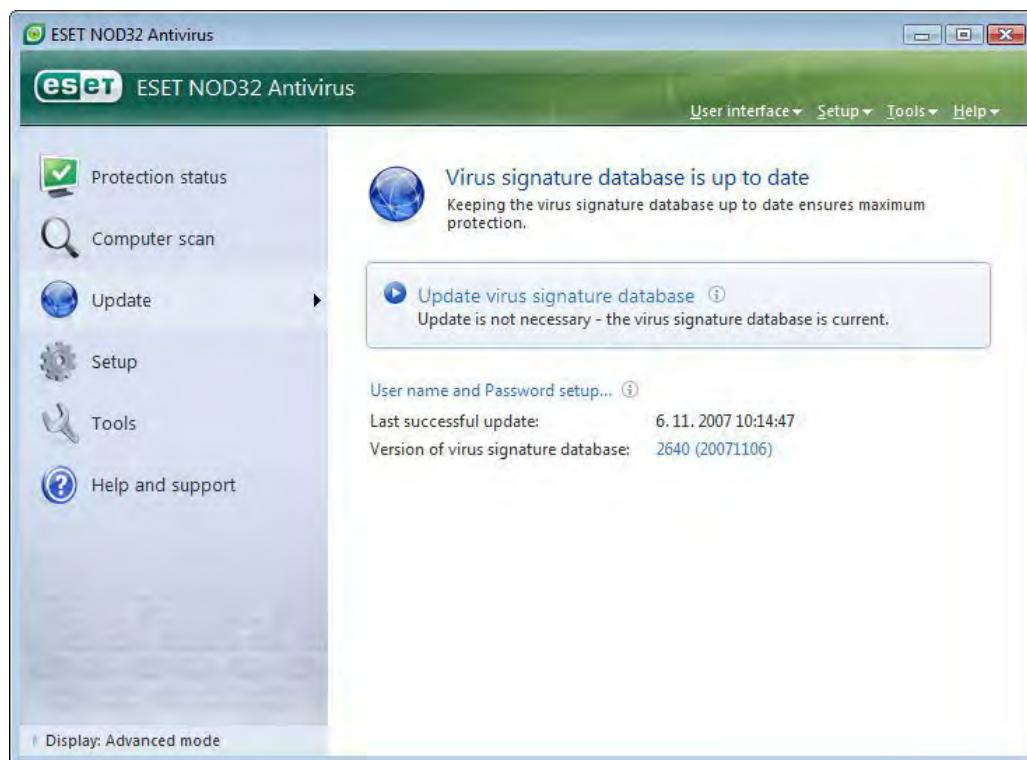 ESET NOD32 Antivirus
eset ESET NOD32 Antivirus
User interface Setup Tools Help
Protection status
Computer scan
Update
Setup
Tools
Help and support
Display: Advanced mode
Virus signature database is up to date
Keeping the virus signature database up to date ensures maximum
protection.
Update virus signature database
Update is not necessary - the virus signature database is current.
User name and Password setup...
Last successful update: 6. 11. 2007 10:14:47
Version of virus signature database: 2640 (20071106)